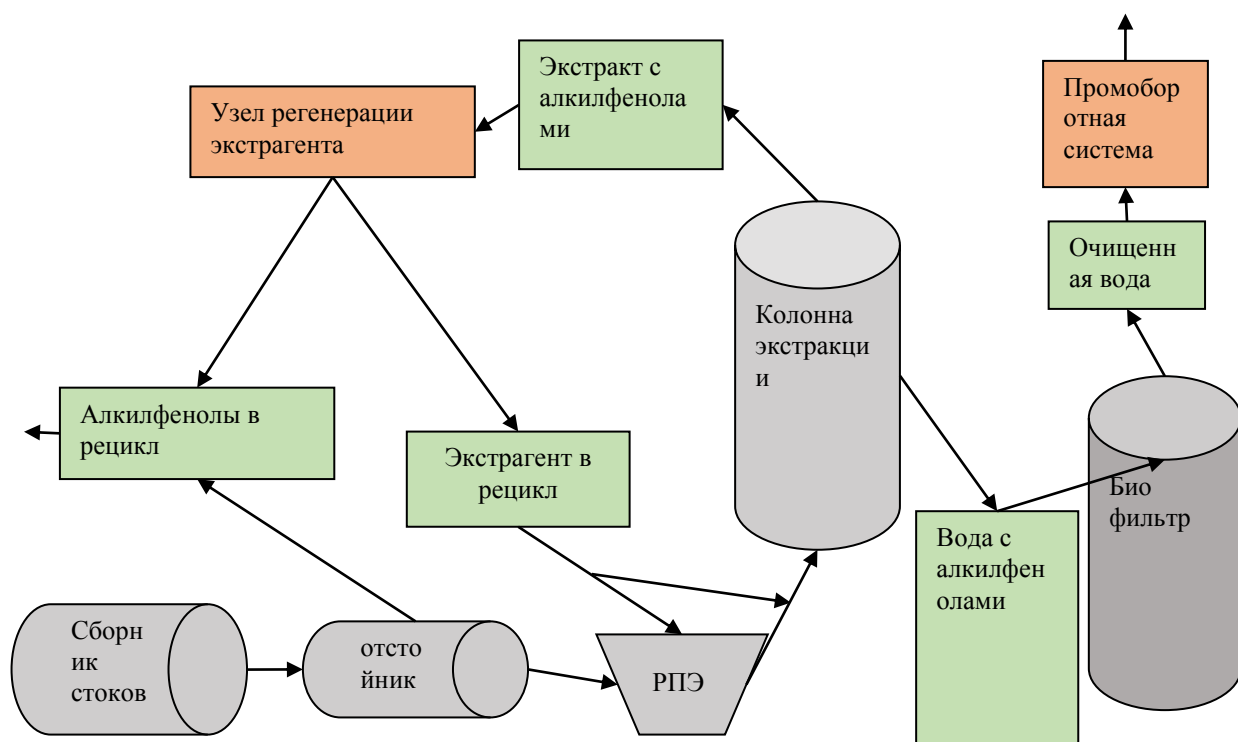 Экстракт с
алкилфенола
ми
Узел регенерации
экстрагента
Промобор
отная
система
Очищенн
ая вода
Колонна
экстракци
и
Алкилфенолы в
рецикл
Экстрагент в
рецикл
Био
фильтр
Вода с
алкилфен
олами
Сборн
ик
стоков
отсто
йник
РПЭ